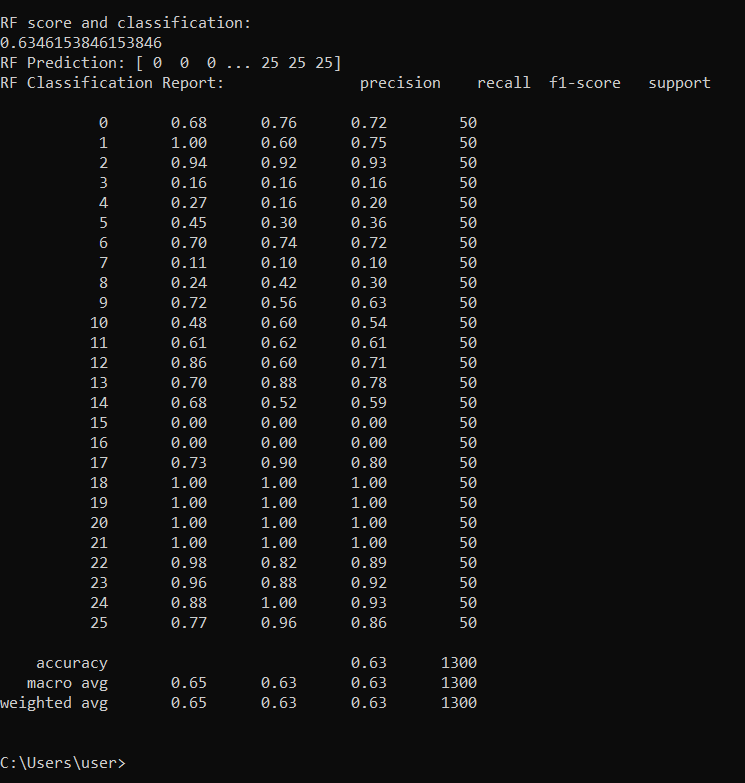 RF score and classification:
0.6346153846153846
RF Prediction: [ 0  0  0 ... 25 25 25]
RF Classification Report:               precision    recall  f1-score   support

           0       0.68      0.76      0.72        50
           1       1.00      0.60      0.75        50
           2       0.94      0.92      0.93        50
           3       0.16      0.16      0.16        50
           4       0.27      0.16      0.20        50
           5       0.45      0.30      0.36        50
           6       0.70      0.74      0.72        50
           7       0.11      0.10      0.10        50
           8       0.24      0.42      0.30        50
           9       0.72      0.56      0.63        50
          10       0.48      0.60      0.54        50
          11       0.61      0.62      0.61        50
          12       0.86      0.60      0.71        50
          13       0.70      0.88      0.78        50
          14       0.68      0.52      0.59        50
          15       0.00      0.00      0.00        50
          16       0.00      0.00      0.00        50
          17       0.73      0.90      0.80        50
          18       1.00      1.00      1.00        50
          19       1.00      1.00      1.00        50
          20       1.00      1.00      1.00        50
          21       1.00      1.00      1.00        50
          22       0.98      0.82      0.89        50
          23       0.96      0.88      0.92        50
          24       0.88      1.00      0.93        50
          25       0.77      0.96      0.86        50

    accuracy                           0.63      1300
   macro avg       0.65      0.63      0.63      1300
weighted avg       0.65      0.63      0.63      1300

C:\Users\user>